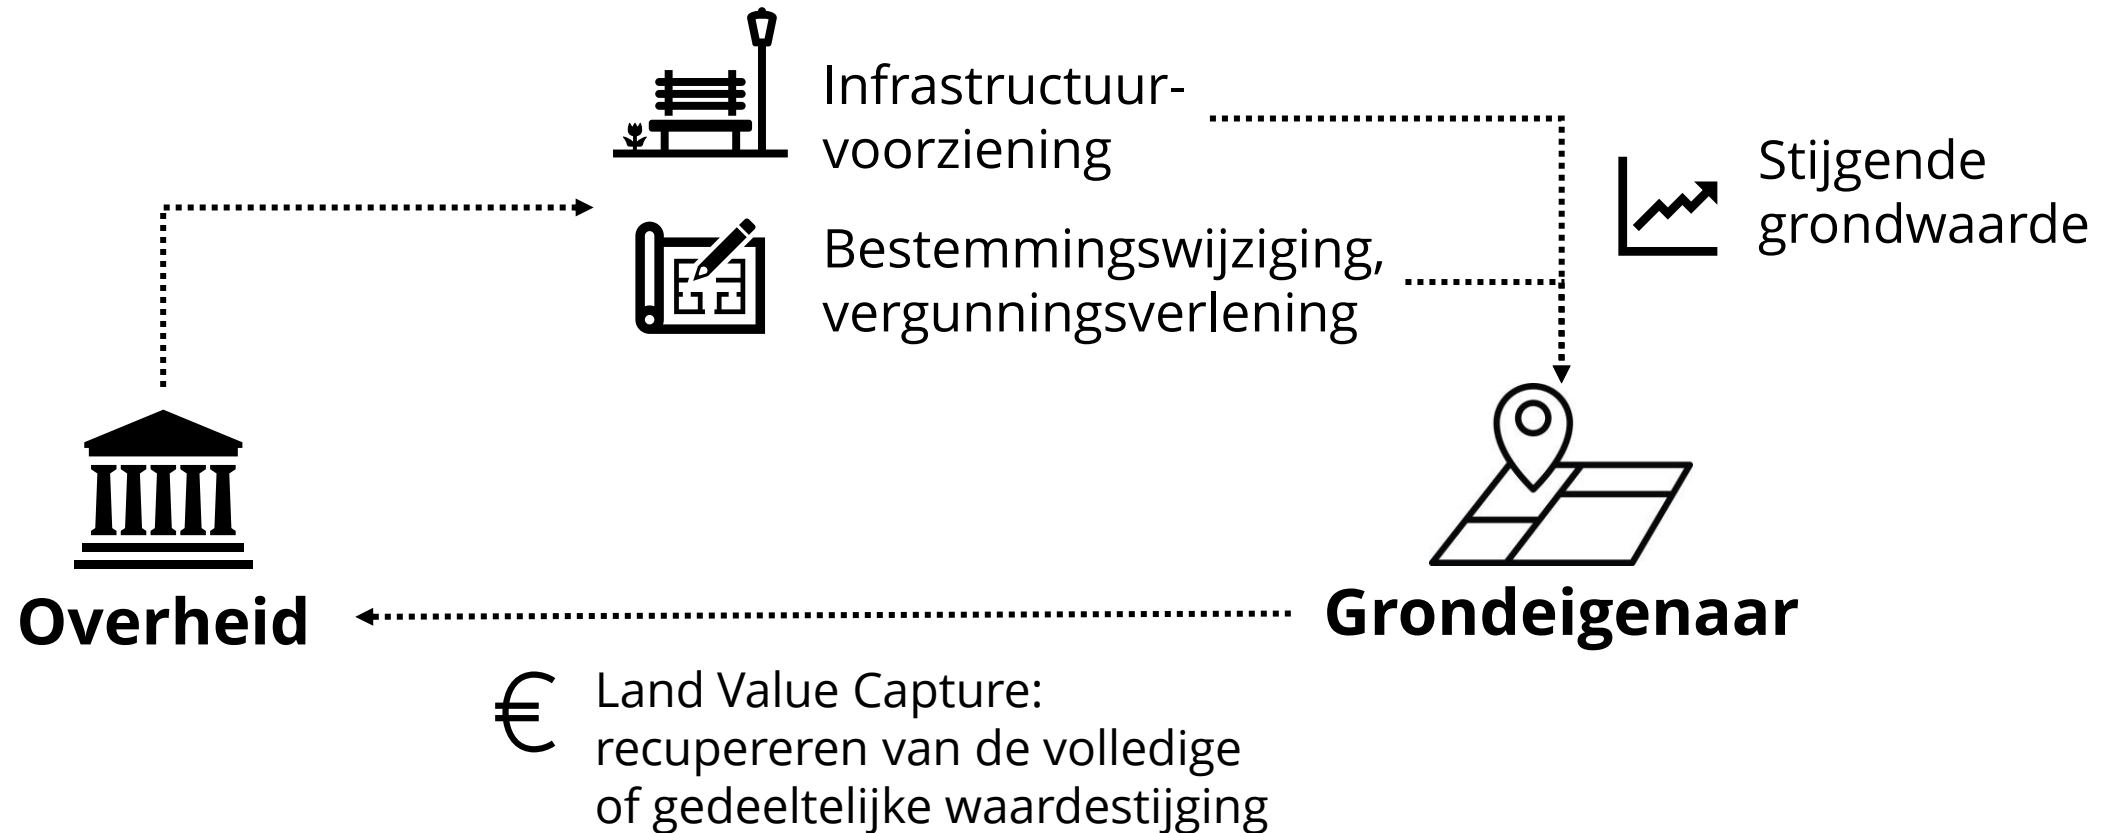 Infrastructuur-
voorziening
Stijgende
grondwaarde
Bestemmingswijziging,
vergunningsverlening
Overheid
Grondeigenaar
€
Land Value Capture:
recupereren van de volledige
of gedeeltelijke waardestijging